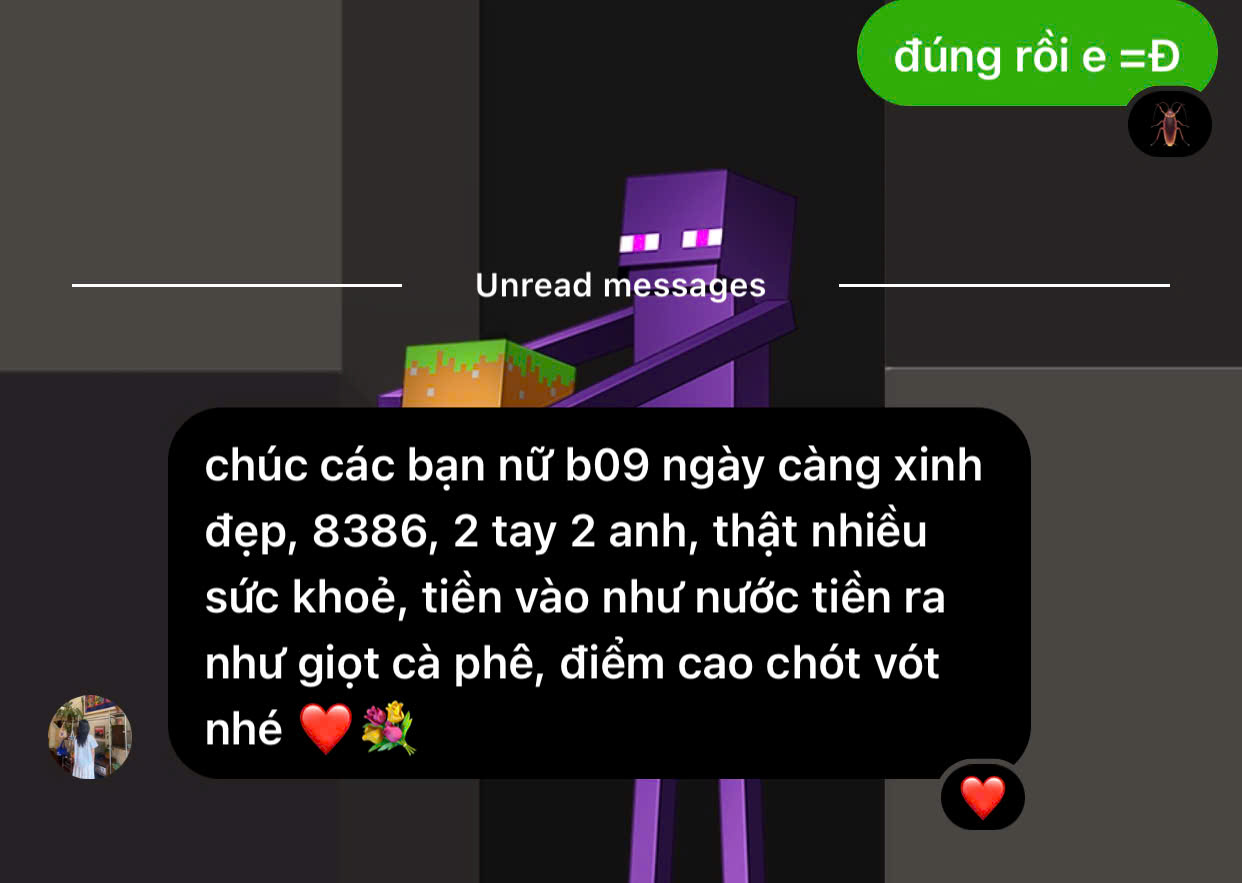 đúng rồi e =Đ
Unread messages
chúc các bạn nữ b09 ngày càng xinh
đẹp, 8386, 2 tay 2 anh, thật nhiều
sức khoẻ, tiền vào như nước tiền ra
như giọt cà phê, điểm cao chót vót
nhé ❤️💐